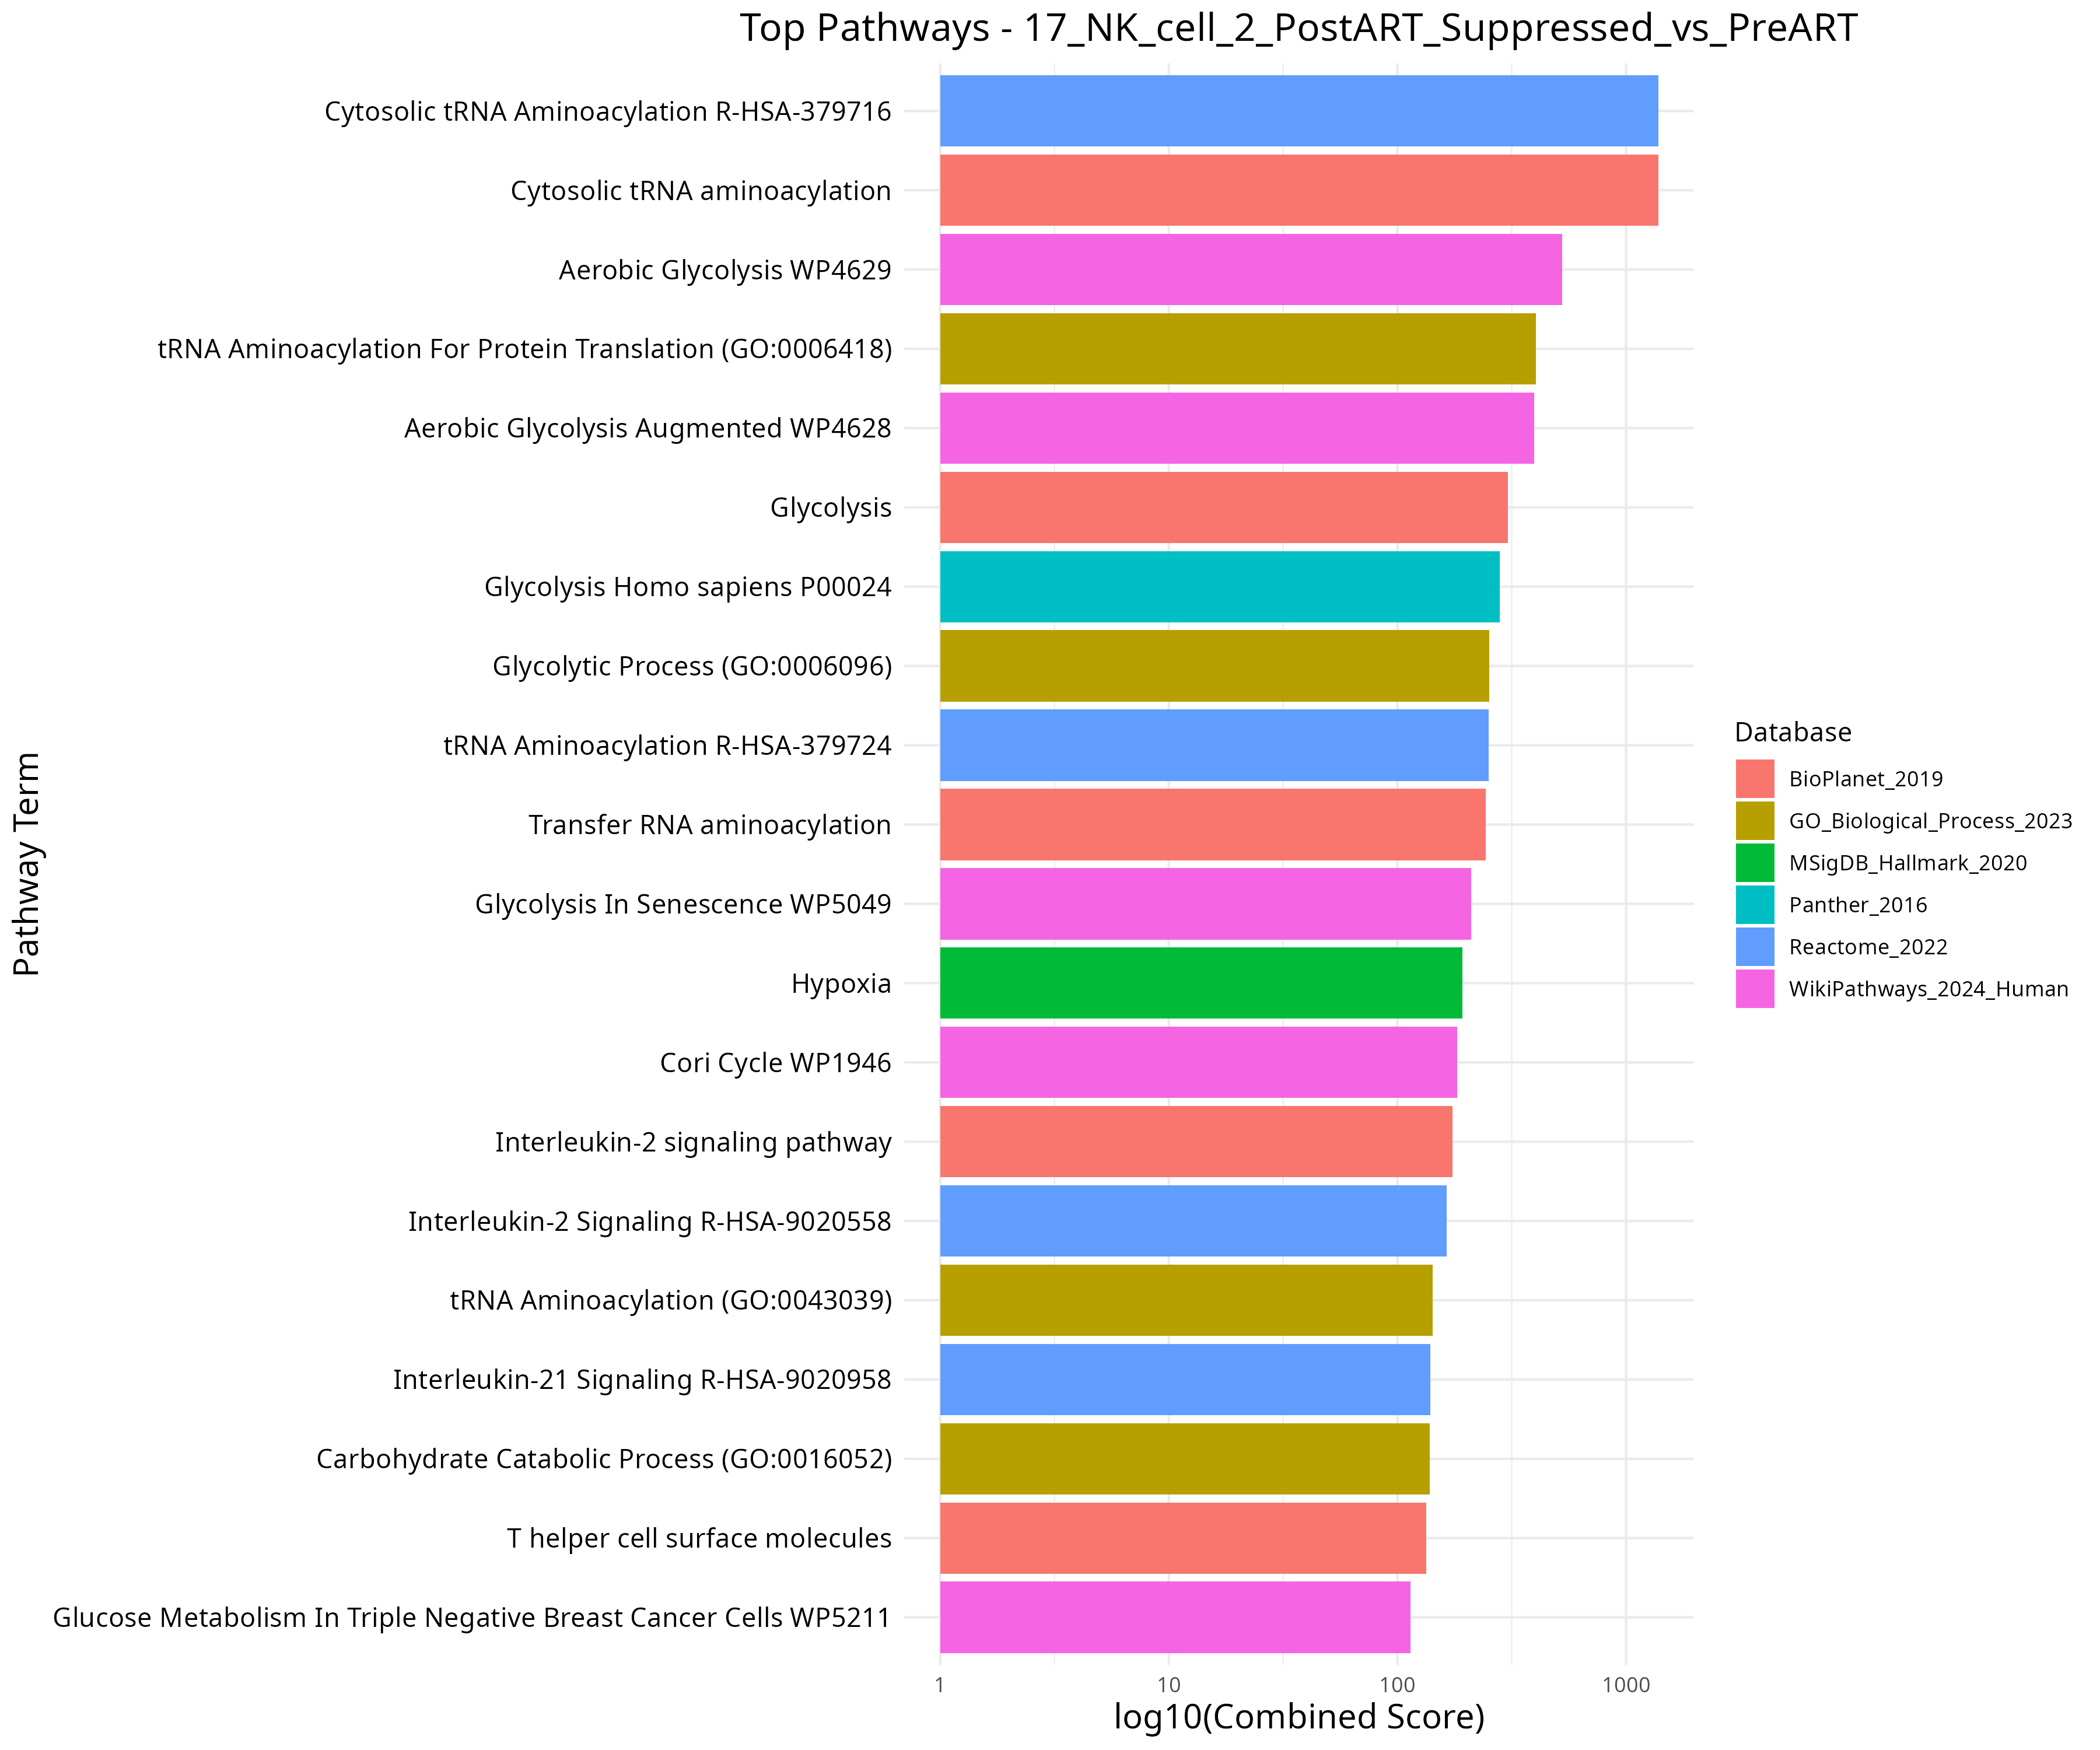 Top Pathways - 17_NK_cell_2_PostART_Suppressed_vs_PreART
Pathway Term
Cytosolic tRNA Aminoacylation R-HSA-379716
Cytosolic tRNA aminoacylation
Aerobic Glycolysis WP4629
tRNA Aminoacylation For Protein Translation (GO:0006418)
Aerobic Glycolysis Augmented WP4628
Glycolysis
Glycolysis Homo sapiens P00024
Glycolytic Process (GO:0006096)
tRNA Aminoacylation R-HSA-379724
Transfer RNA aminoacylation
Glycolysis In Senescence WP5049
Hypoxia
Cori Cycle WP1946
Interleukin-2 signaling pathway
Interleukin-2 Signaling R-HSA-9020558
tRNA Aminoacylation (GO:0043039)
Interleukin-21 Signaling R-HSA-9020958
Carbohydrate Catabolic Process (GO:0016052)
T helper cell surface molecules
Glucose Metabolism In Triple Negative Breast Cancer Cells WP5211
1 10 100 1000
log10(Combined Score)
Database
BioPlanet_2019
GO_Biological_Process_2023
MSigDB_Hallmark_2020
Panther_2016
Reactome_2022
WikiPathways_2024_Human